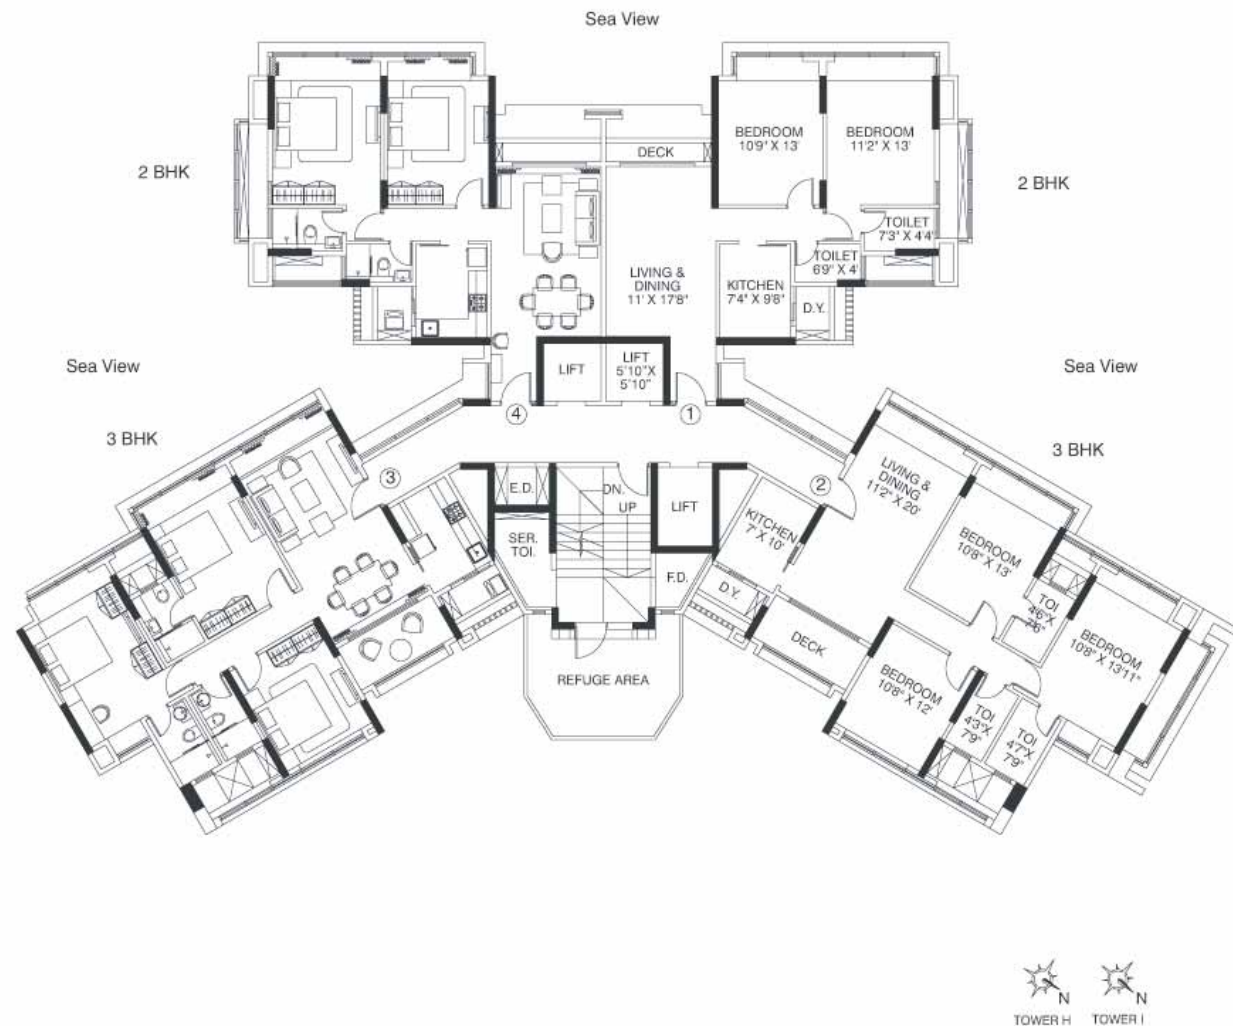 Sea View
2 BHK
2 BHK
DECK
BEDROOM
10'9" X 13'
BEDROOM
11'2" X 13'
TOILET
7'3" X 4'4"
TOILET
6'9" X 4'
LIVING &
DINING
11' X 17'8"
KITCHEN
7'4" X 9'8"
D.Y.
Sea View
Sea View
LIFT
LIFT
5'10"X
5'10"
4
1
3 BHK
3 BHK
3
2
E.D.
DN.
UP
LIFT
SER.
TOI.
F.D.
LIVING &
DINING
11'2" X 20'
KITCHEN
7' X 10'
BEDROOM
10'8" X 13'
D.Y.
TOI
4'6"X
7'6"
DECK
BEDROOM
10'8" X 13'11"
BEDROOM
10'8" X 12'
TOI
4'3"X
7'9"
TOI
4'7"X
7'9"
REFUGE AREA
N
N
TOWER H
TOWER I